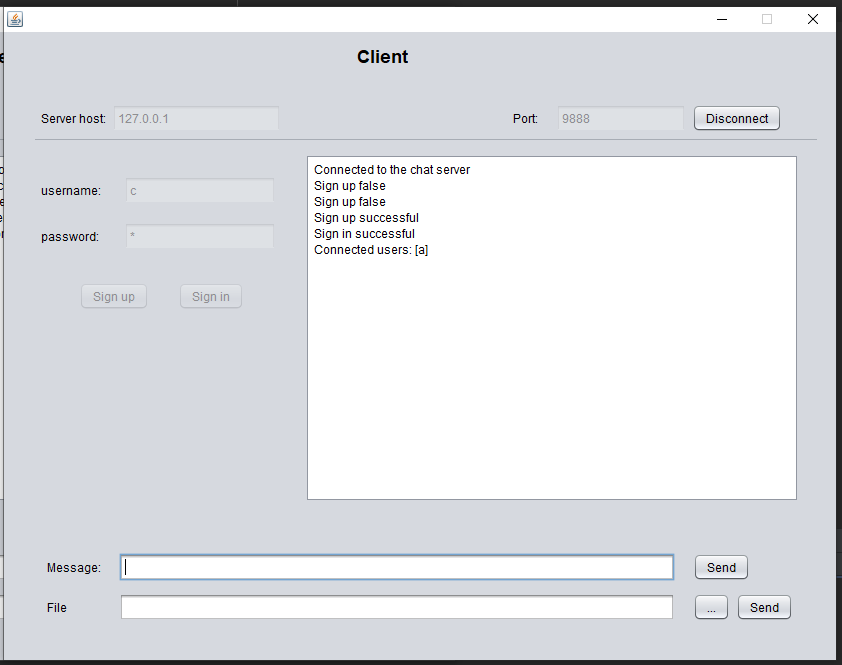 Client
Server host: 127.0.0.1 Port: 9888 Disconnect
Connected to the chat server
Sign up false
Sign up false
Sign up successful
Sign in successful
Connected users: [a]
username: c
password: *
Sign up Sign in
Message: Send
File ... Send